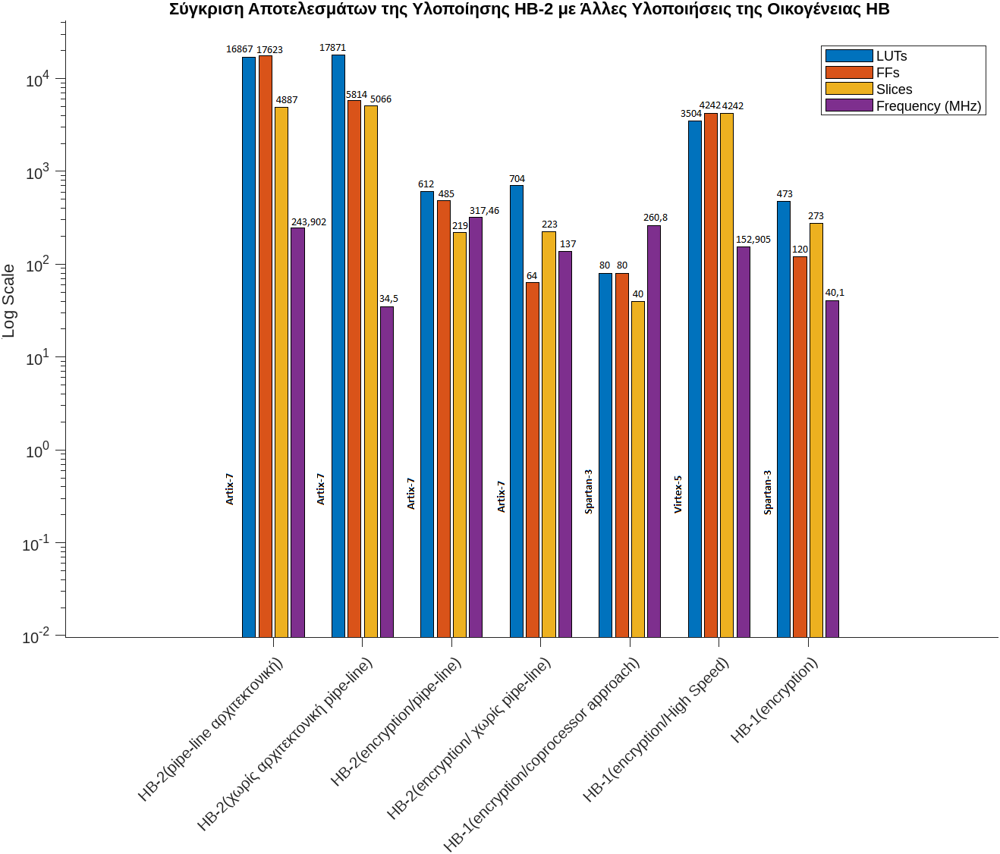 Σύγκριση Αποτελεσμάτων της Υλοποίησης HB-2 με Άλλες Υλοποιήσεις της Οικογένειας HB
LUTs
FFs
Slices
Frequency (MHz)
Log Scale
10^4
10^3
10^2
10^1
10^0
10^-1
10^-2
16867
17623
4887
243,902
17871
5814
5066
34,5
612
485
219
317,46
704
64
223
137
80
80
40
260,8
3504
4242
4242
152,905
473
120
273
40,1
Artix-7
Artix-7
Artix-7
Artix-7
Spartan-3
Virtex-5
Spartan-3
HB-2(pipe-line αρχιτεκτονική)
HB-2(χωρίς αρχιτεκτονική pipe-line)
HB-2(encryption/pipe-line)
HB-2(encryption/ χωρίς pipe-line)
HB-1(encryption/coprocessor approach)
HB-1(encryption/High Speed)
HB-1(encryption)